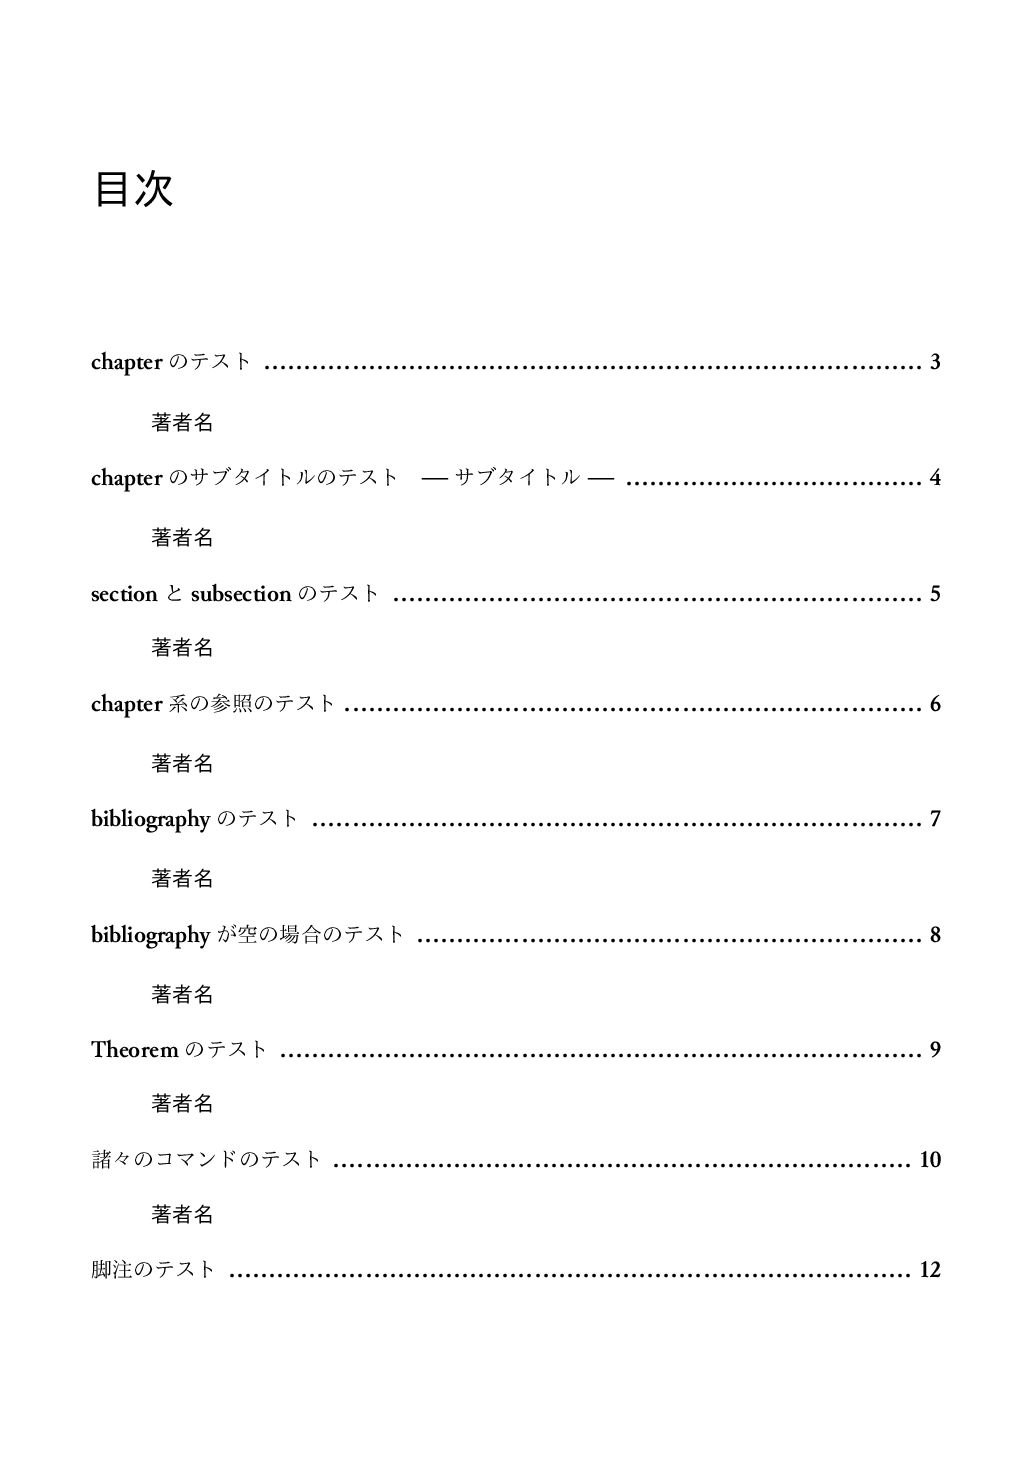 目次
chapter のテスト ................................................................................ 3
著者名
chapter のサブタイトルのテスト　― サブタイトル ― ..................................... 4
著者名
section と subsection のテスト ................................................................. 5
著者名
chapter 系の参照のテスト ....................................................................... 6
著者名
bibliography のテスト ........................................................................... 7
著者名
bibliography が空の場合のテスト .............................................................. 8
著者名
Theorem のテスト ............................................................................... 9
著者名
諸々のコマンドのテスト ........................................................................ 10
著者名
脚注のテスト ..................................................................................... 12